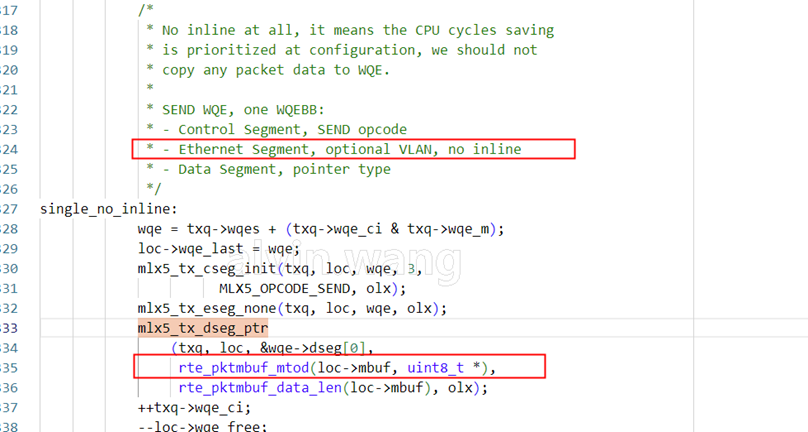 317 /*
318 * No inline at all, it means the CPU cycles saving
319 * is prioritized at configuration, we should not
320 * copy any packet data to WQE.
321 *
322 * SEND WQE, one WQEBB:
323 * - Control Segment, SEND opcode
324 * - Ethernet Segment, optional VLAN, no inline
325 * - Data Segment, pointer type
326 */
327 single_no_inline:
328 wqe = txq->wqes + (txq->wqe_ci & txq->wqe_m);
329 loc->wqe_last = wqe;
alvin wang
330 mlx5_tx_cseg_init(txq, loc, wqe, 3,
331 MLX5_OPCODE_SEND, olx);
332 mlx5_tx_eseg_none(txq, loc, wqe, olx);
333 mlx5_tx_dseg_ptr
334 (txq, loc, &wqe->dseg[0],
335 rte_pktmbuf_mtod(loc->mbuf, uint8_t *),
336 rte_pktmbuf_data_len(loc->mbuf), olx);
337 ++txq->wqe_ci;
338 --loc->wqe_free;